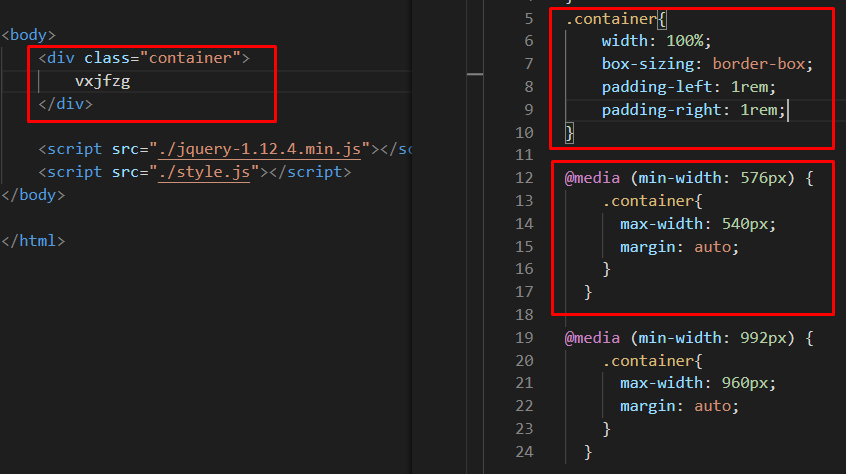 <body>
<div class="container">
vxjfzg
</div>
<script src="./jquery-1.12.4.min.js"></sc
<script src="./style.js"></script>
</body>
</html>
5 .container{
6 width: 100%;
7 box-sizing: border-box;
8 padding-left: 1rem;
9 padding-right: 1rem;
10 }
11
12 @media (min-width: 576px) {
13 .container{
14 max-width: 540px;
15 margin: auto;
16 }
17 }
18
19 @media (min-width: 992px) {
20 .container{
21 max-width: 960px;
22 margin: auto;
23 }
24 }